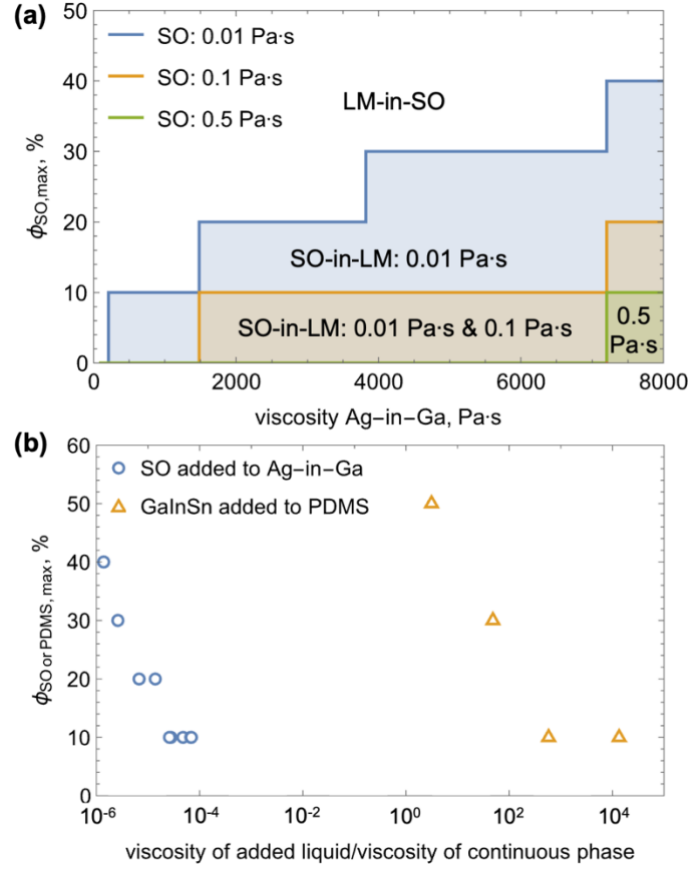 (a)
50
40
30
20
10
0
ϕSO,max, %
SO: 0.01 Pa·s
SO: 0.1 Pa·s
SO: 0.5 Pa·s
LM-in-SO
SO-in-LM: 0.01 Pa·s
SO-in-LM: 0.01 Pa·s & 0.1 Pa·s
0.5
Pa·s
0 2000 4000 6000 8000
viscosity Ag–in–Ga, Pa·s
(b)
60
50
40
30
20
10
0
ϕSO or PDMS, max, %
SO added to Ag–in–Ga
GaInSn added to PDMS
10⁻⁶ 10⁻⁴ 10⁻² 10⁰ 10² 10⁴
viscosity of added liquid/viscosity of continuous phase